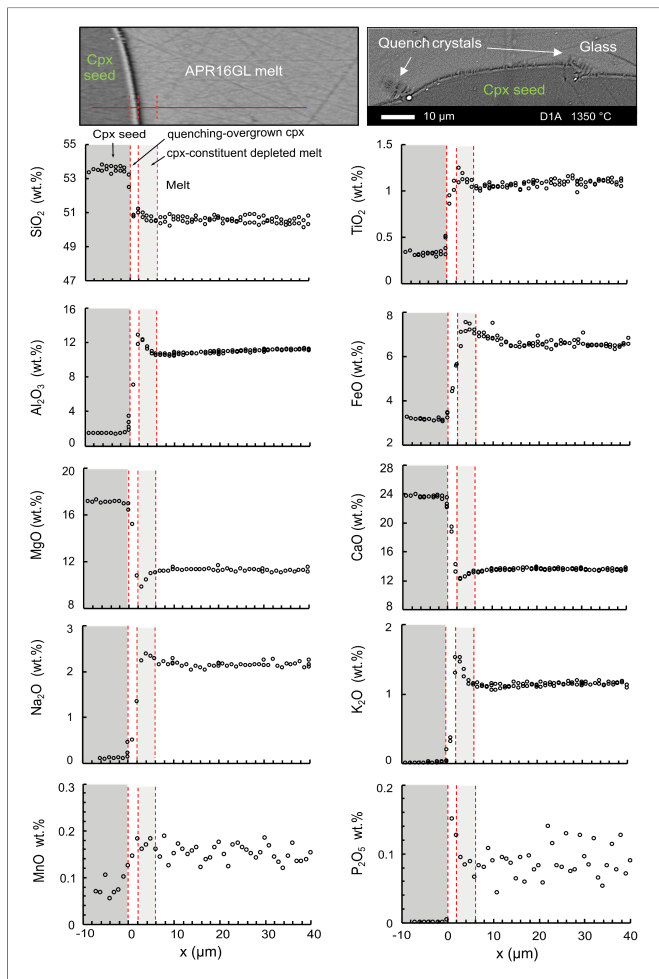 Cpx
seed
APR16GL melt
Quench crystals
Glass
Cpx seed
10 µm
D1A 1350 °C
Cpx seed
quenching-overgrown cpx
cpx-constituent depleted melt
Melt
SiO2 (wt.%)
53
51
49
47
TiO2 (wt.%)
1.5
1
0.5
0
Al2O3 (wt.%)
16
12
8
4
0
FeO (wt.%)
8
6
4
2
MgO (wt.%)
20
16
12
8
CaO (wt.%)
28
24
20
16
12
8
Na2O (wt.%)
3
2
1
0
K2O (wt.%)
2
1
0
MnO wt.%
0.3
0.2
0.1
0
-10 0 10 20 30 40
x (µm)
P2O5 wt.%
0.2
0.1
0
-10 0 10 20 30 40
x (µm)